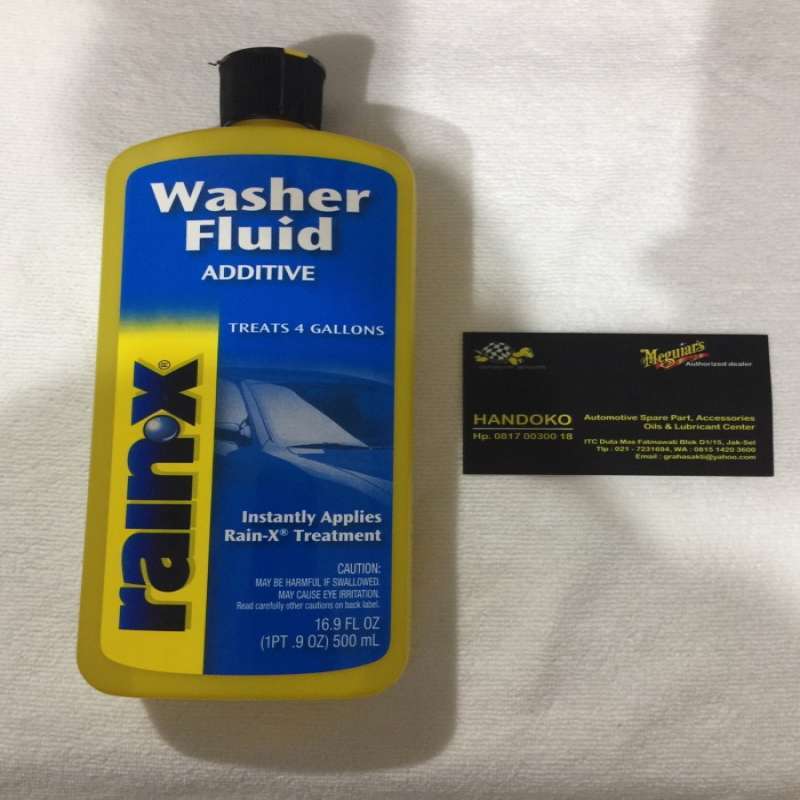 Washer
Fluid
ADDITIVE
TREATS 4 GALLONS
rain-x®
Instantly Applies
Rain-X® Treatment
CAUTION:
MAY BE HARMFUL IF SWALLOWED.
MAY CAUSE EYE IRRITATION.
Read carefully other cautions on back label.
16.9 FL OZ
(1PT .9 OZ) 500 mL
Meguiar's
Authorized dealer
HANDOKO
Hp. 0817 00300 18
Automotive Spare Part, Accessories
Oils & Lubricant Center
ITC Duta Mas Fatmawati Blok D1/15, Jak-Sel
Tlp : 021 - 7231694, WA : 0815 1420 3600
Email : grahasakti@yahoo.com